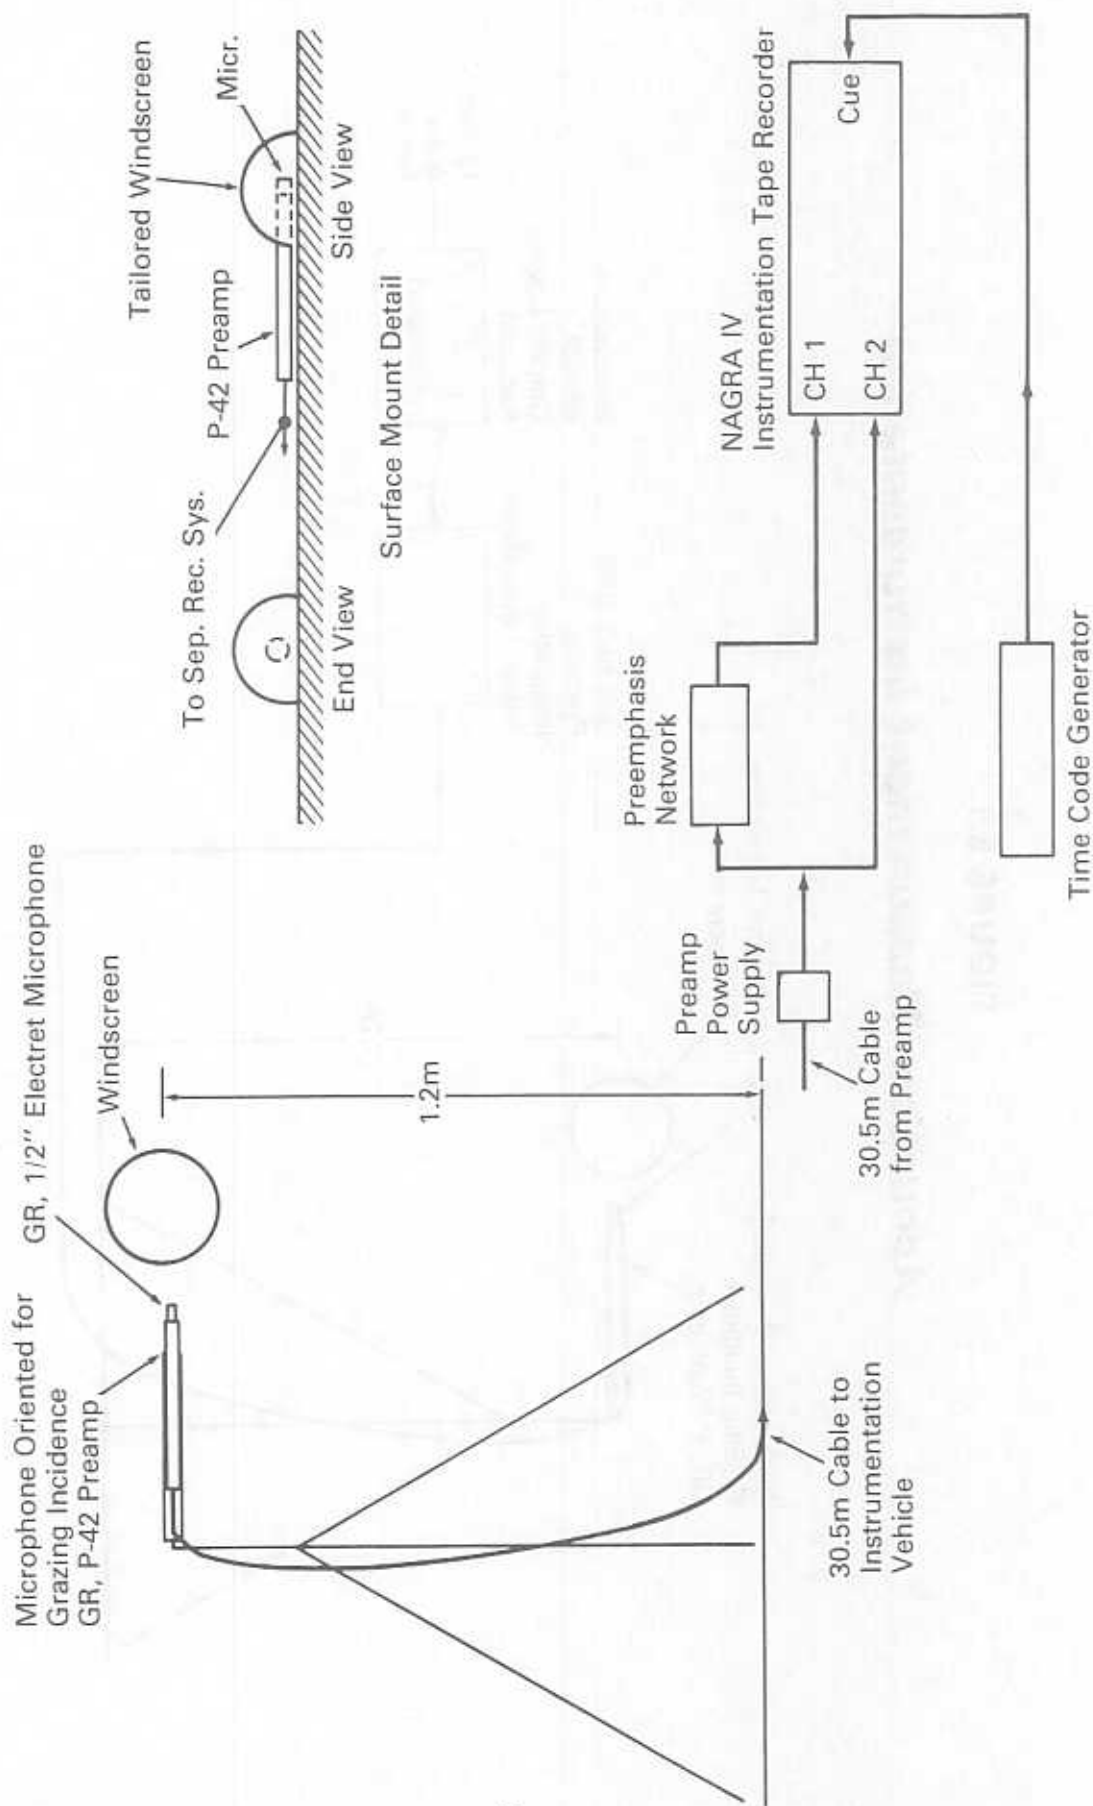 Microphone Oriented for
Grazing Incidence
GR, P-42 Preamp
GR, 1/2" Electret Microphone
Windscreen
1.2m
30.5m Cable to
Instrumentation
Vehicle
Tailored Windscreen
Micr.
P-42 Preamp
To Sep. Rec. Sys.
End View
Side View
Surface Mount Detail
Preamp
Power
Supply
30.5m Cable
from Preamp
Preemphasis
Network
NAGRA IV
Instrumentation Tape Recorder
CH 1
CH 2
Cue
Time Code Generator